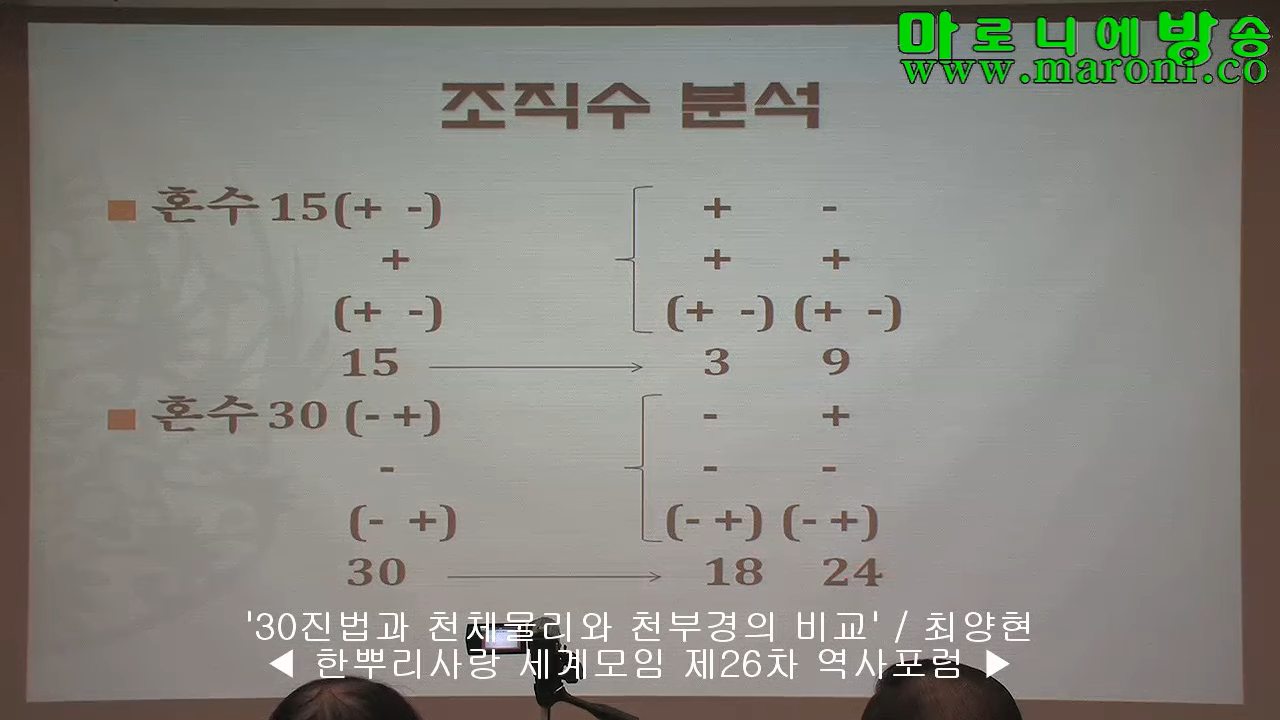 마로니에방송
www.maroni.co
조직수 분석
■ 혼수 15(+ -) + -
+ + +
(+ -) (+ -) (+ -)
15 3 9
■ 혼수 30 (- +) - +
- - -
(- +) (- +) (- +)
30 18 24
'30진법과 천체물리와 천부경의 비교' / 최양현
◀ 한뿌리사랑 세계모임 제26차 역사포럼 ▶